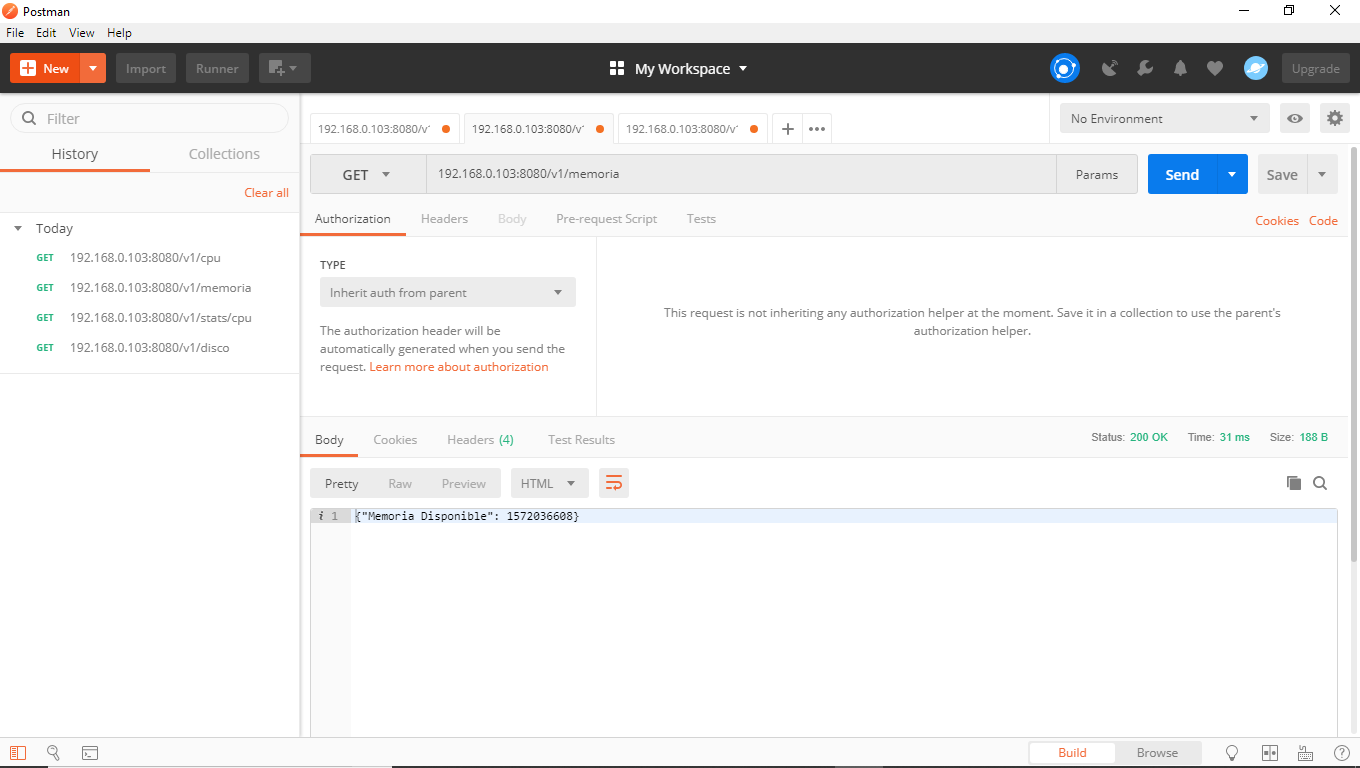 Postman
File Edit View Help
New Import Runner My Workspace Upgrade
Filter
History Collections
Clear all
Today
GET 192.168.0.103:8080/v1/cpu
GET 192.168.0.103:8080/v1/memoria
GET 192.168.0.103:8080/v1/stats/cpu
GET 192.168.0.103:8080/v1/disco
192.168.0.103:8080/v1 192.168.0.103:8080/v1 192.168.0.103:8080/v1 + ••• No Environment
GET 192.168.0.103:8080/v1/memoria Params Send Save
Authorization Headers Body Pre-request Script Tests Cookies Code
TYPE
Inherit auth from parent
The authorization header will be
automatically generated when you send the
request. Learn more about authorization
This request is not inheriting any authorization helper at the moment. Save it in a collection to use the parent's
authorization helper.
Body Cookies Headers (4) Test Results Status: 200 OK Time: 31 ms Size: 188 B
Pretty Raw Preview HTML
i 1 {"Memoria Disponible": 1572036608}
Build Browse ?